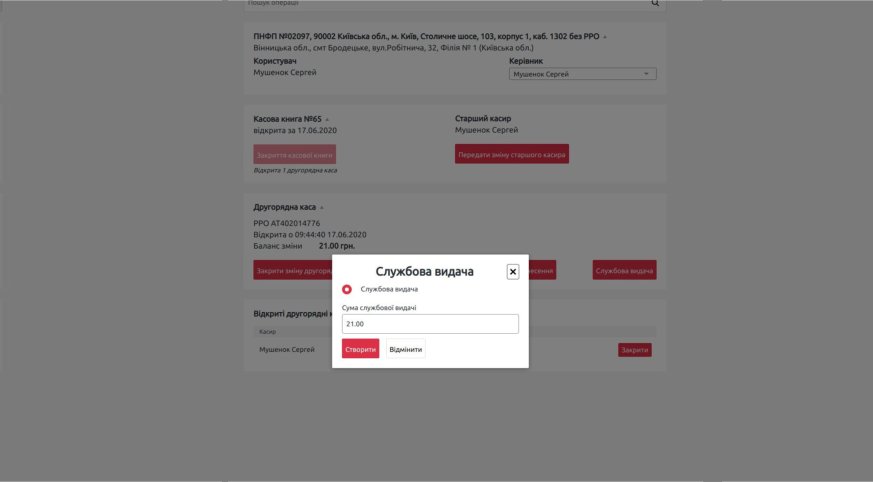 Пошук операції
ПНФП №02097, 90002 Київська обл., м. Київ, Столичне шосе, 103, корпус 1, каб. 1302 без РРО
Вінницька обл., смт Бродецьке, вул.Робітнича, 32, Філія № 1 (Київська обл.)
Користувач
Керівник
Мушенок Сергей
Мушенок Сергей
Касова книга №65
Старший касир
відкрита за 17.06.2020
Мушенок Сергей
Закриття касової книги
Передати зміну старшого касира
Відкрита 1 другорядна каса
Другорядна каса
РРО АТ402014776
Відкрита о 09:44:40 17.06.2020
Баланс зміни 21.00 грн.
Закрити зміну
Службова видача
Службова видача
Службова видача
Сума службової видачі
21.00
Створити
Відмінити
Відкриті другорядні
Касир
Мушенок Сергей
Закрити